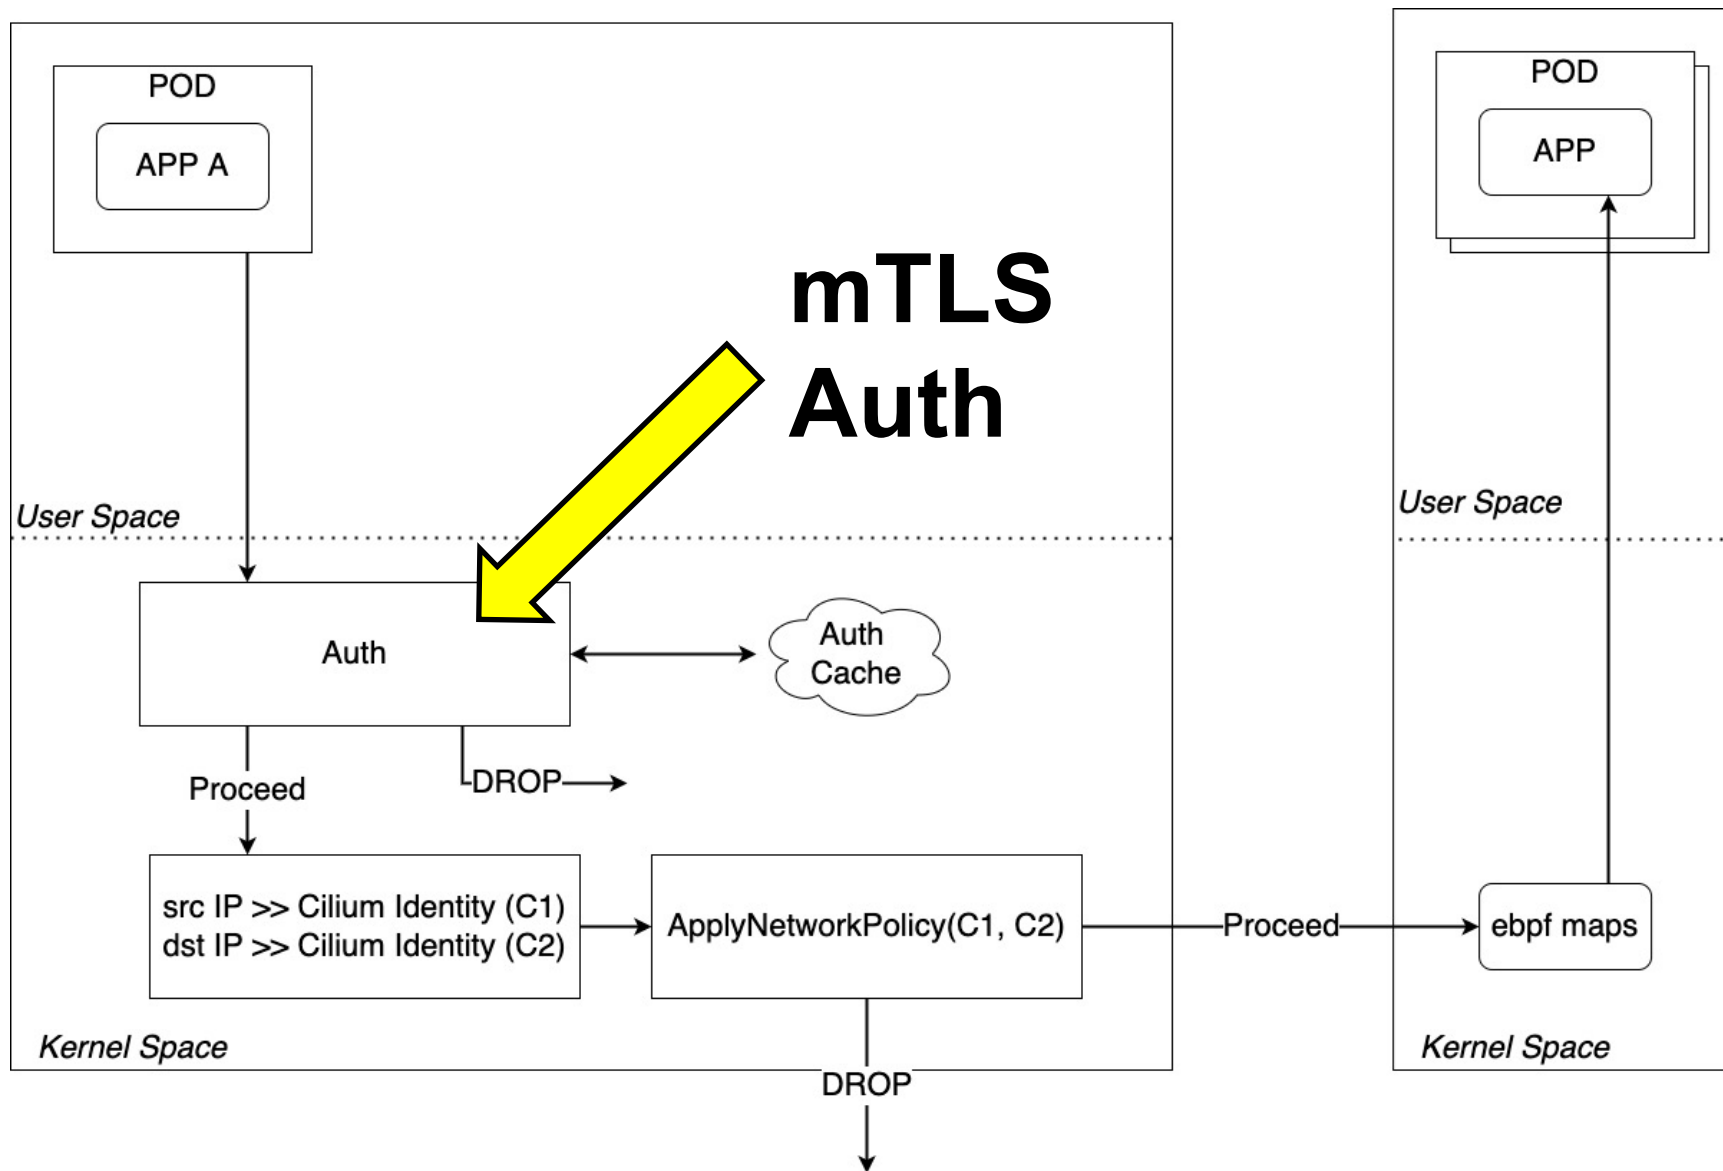 POD
APP A
mTLS
Auth
User Space
Auth
Auth
Cache
Proceed
DROP
src IP >> Cilium Identity (C1)
dst IP >> Cilium Identity (C2)
ApplyNetworkPolicy(C1, C2)
Kernel Space
DROP
Proceed
POD
APP
User Space
ebpf maps
Kernel Space